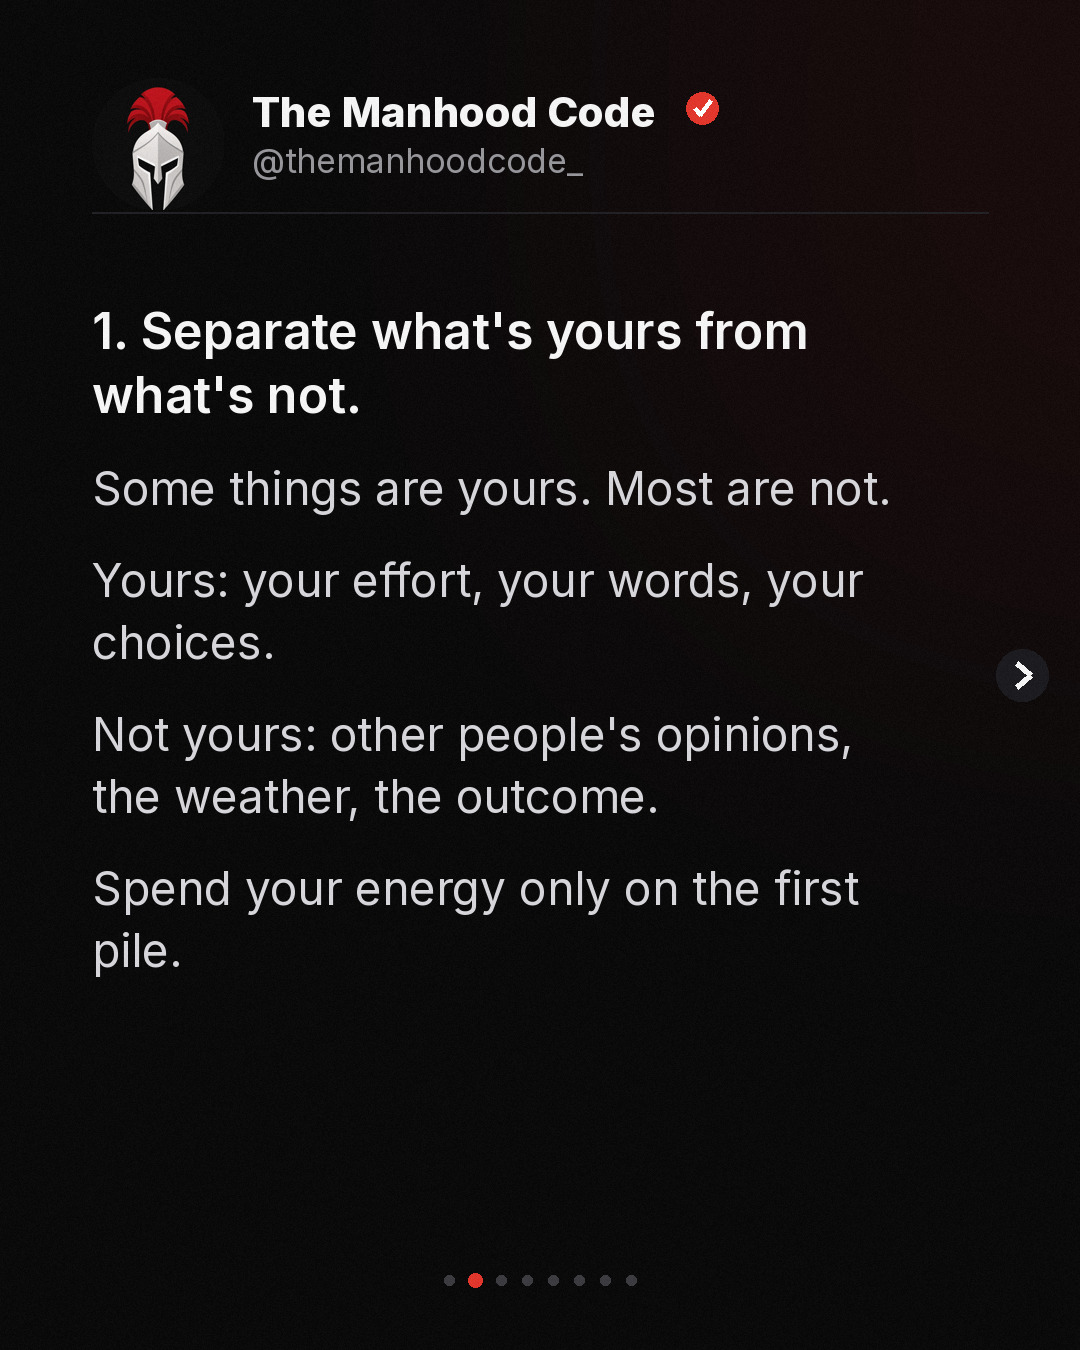 The Manhood Code
@themanhoodcode_
1. Separate what's yours from
what's not.
Some things are yours. Most are not.
Yours: your effort, your words, your
choices.
Not yours: other people's opinions,
the weather, the outcome.
Spend your energy only on the first
pile.